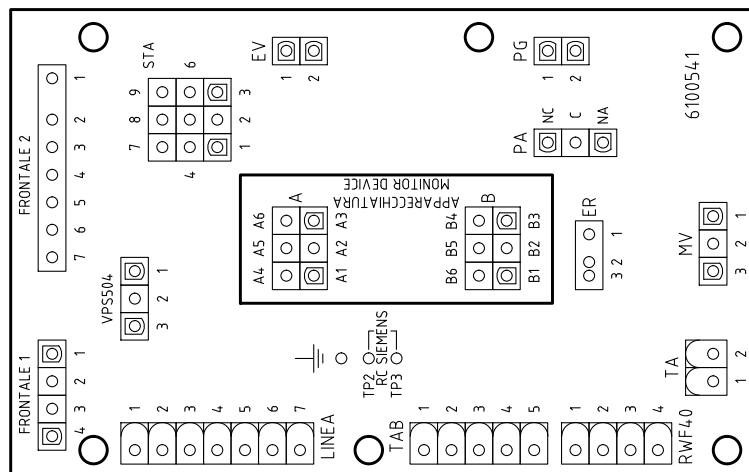 STA
6
9
8
7
3
2
1
4
EV
1
2
PG
1
2
6100541
FRONTALE 2
1
2
3
4
5
6
7
PA
NC
C
NA
APPARECCHIATURA
MONITOR DEVICE
A
A6
A5
A4
A3
A2
A1
B
B4
B5
B6
B3
B2
B1
ER
1
2
3
MV
1
2
3
VPS504
1
2
3
FRONTALE 1
1
2
3
4
RC SIEMENS
TP2
TP3
TA
1
2
1
2
3
4
5
6
7
LINEA
TAB
1
2
3
4
5
1
2
3
4
RWF40